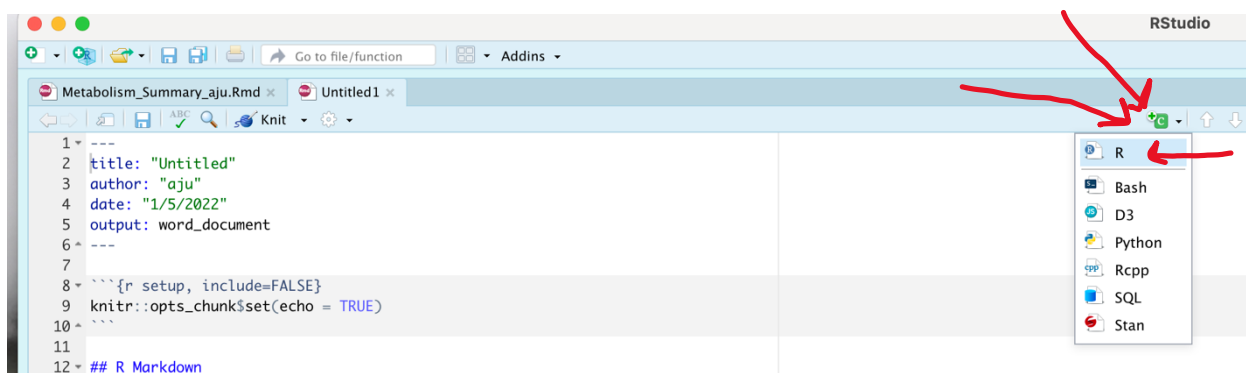 RStudio
Go to file/function
Addins
Metabolism_Summary_aju.Rmd
Untitled1
ABC
Knit
1 ---
2 title: "Untitled"
3 author: "aju"
4 date: "1/5/2022"
5 output: word_document
6 ---
7
8 ```{r setup, include=FALSE}
9 knitr::opts_chunk$set(echo = TRUE)
10 ```
11
12 ## R Markdown
R
Bash
D3
Python
Rcpp
SQL
Stan